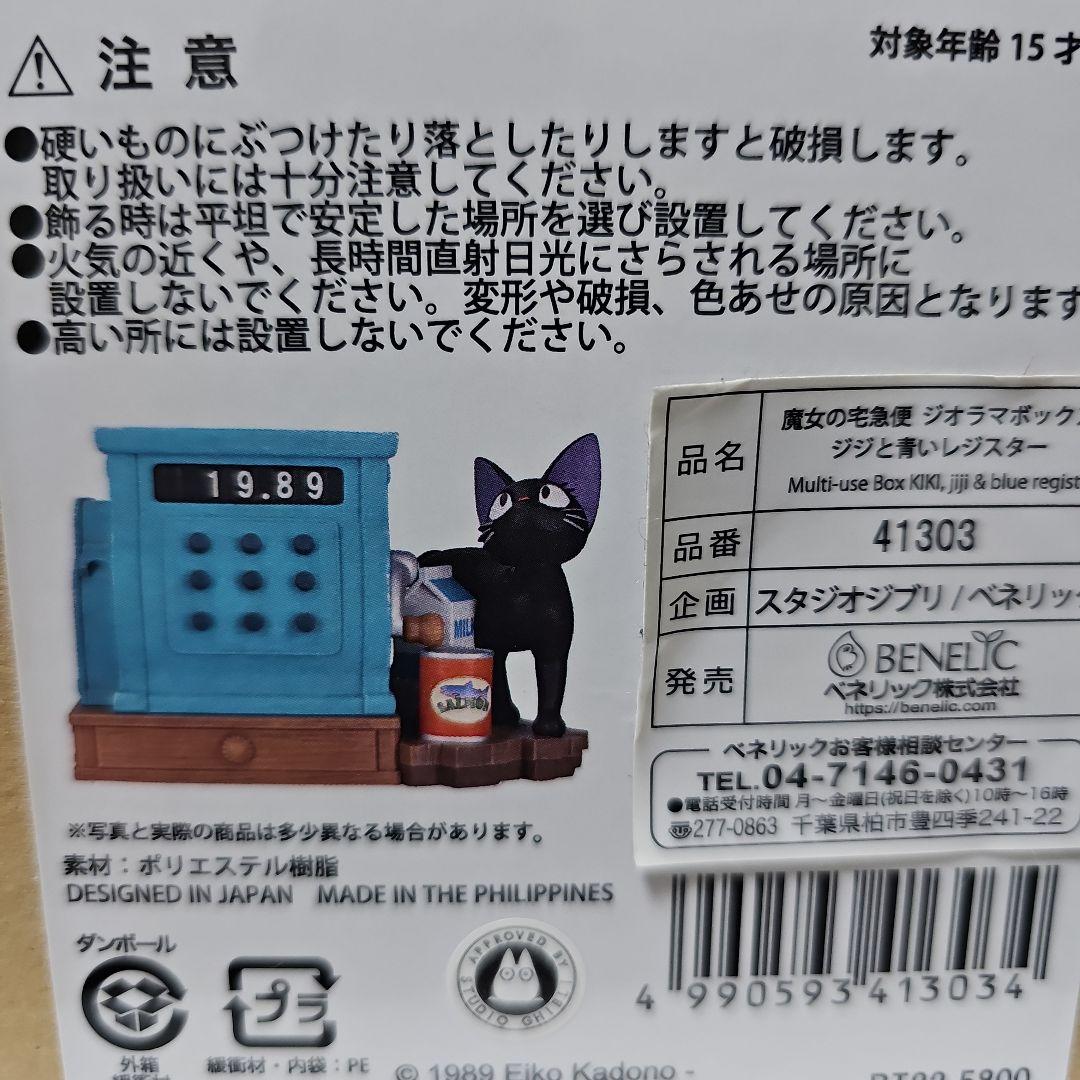 注意
対象年齢 15 才
●硬いものにぶつけたり落としたりしますと破損します。
取り扱いには十分注意してください。
●飾る時は平坦で安定した場所を選び設置してください。
●火気の近くや、長時間直射日光にさらされる場所に
設置しないでください。変形や破損、色あせの原因となります
●高い所には設置しないでください。
19.89
MILK
SALMON
品名
魔女の宅急便 ジオラマボックス
ジジと青いレジスター
Multi-use Box KIKI, jiji & blue regist
品番 41303
企画 スタジオジブリ / ベネリック
発売 BENELIC
ベネリック株式会社
https://benelic.com
ベネリックお客様相談センター
TEL.04-7146-0431
●電話受付時間 月～金曜日(祝日を除く)10時～16時
〒277-0863 千葉県柏市豊四季241-22
※写真と実際の商品は多少異なる場合があります。
素材：ポリエステル樹脂
DESIGNED IN JAPAN MADE IN THE PHILIPPINES
ダンボール
プラ
外箱
緩衝材
緩衝材・内袋：PE
APPROVED BY
STUDIO GHIBLI
4 990593 413034
© 1989 Eiko Kadono -